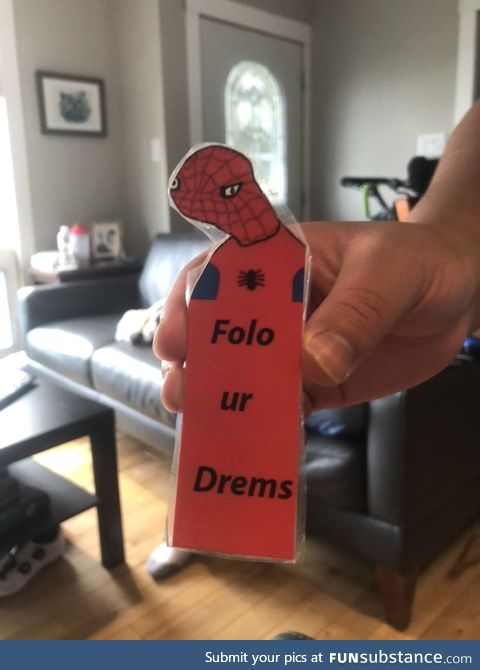 Folo
ur
Drems
Submit your pics at FUNsubstance.com